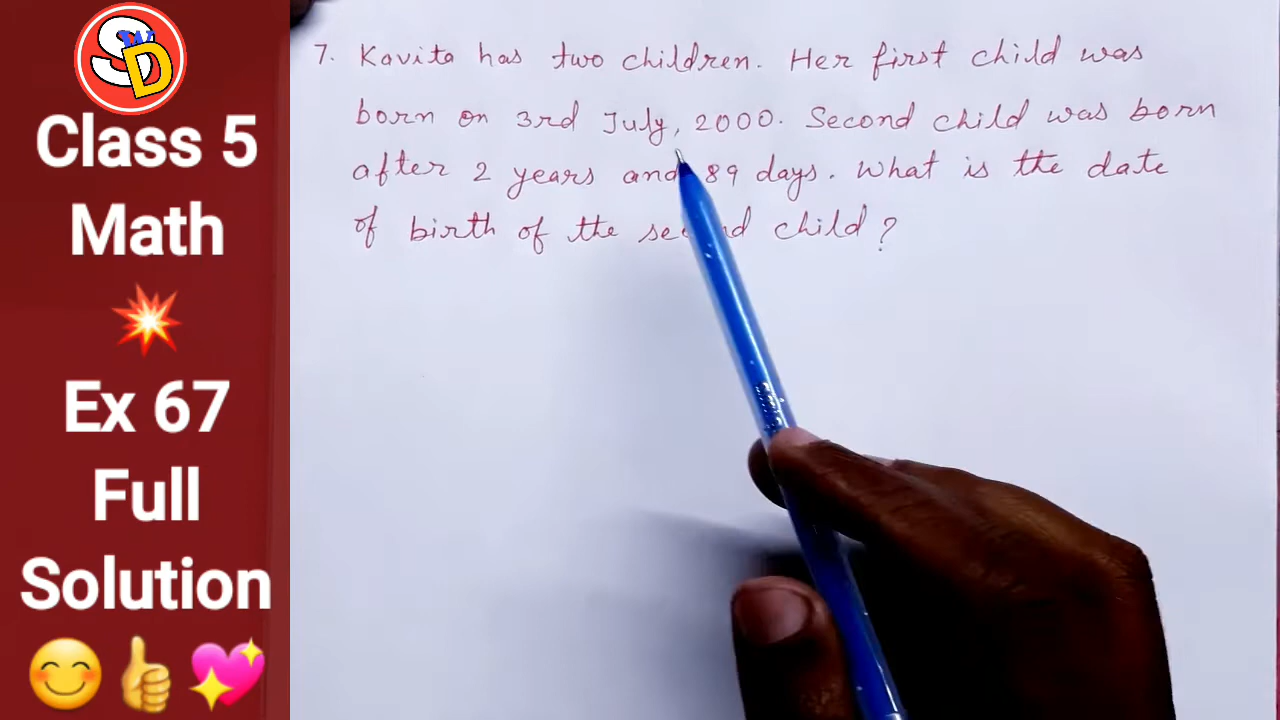 SWD
Class 5
Math
Ex 67
Full
Solution
7. Kavita has two children. Her first child was
born on 3rd July, 2000. Second child was born
after 2 years and 89 days. What is the date
of birth of the second child?